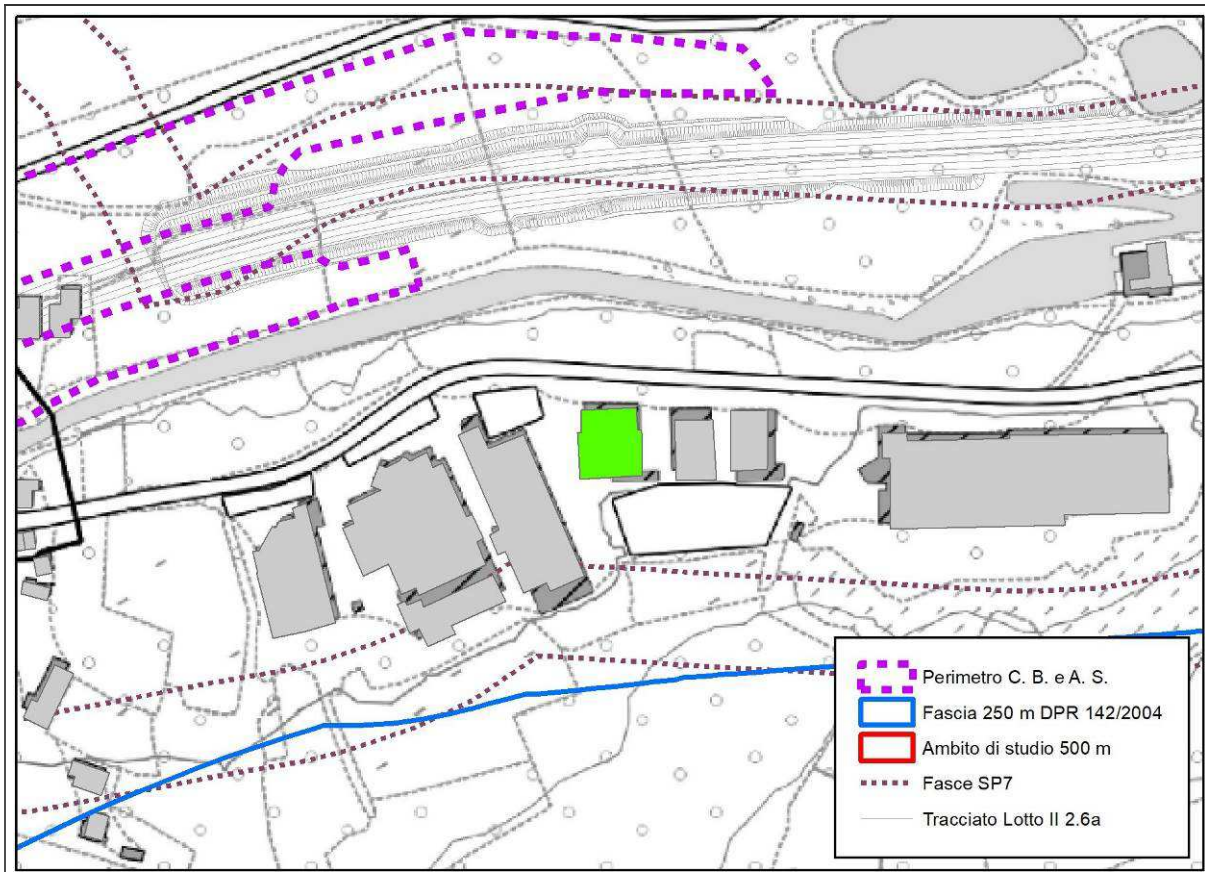 Perimetro C. B. e A. S.
Fascia 250 m DPR 142/2004
Ambito di studio 500 m
Fasce SP7
Tracciato Lotto II 2.6a